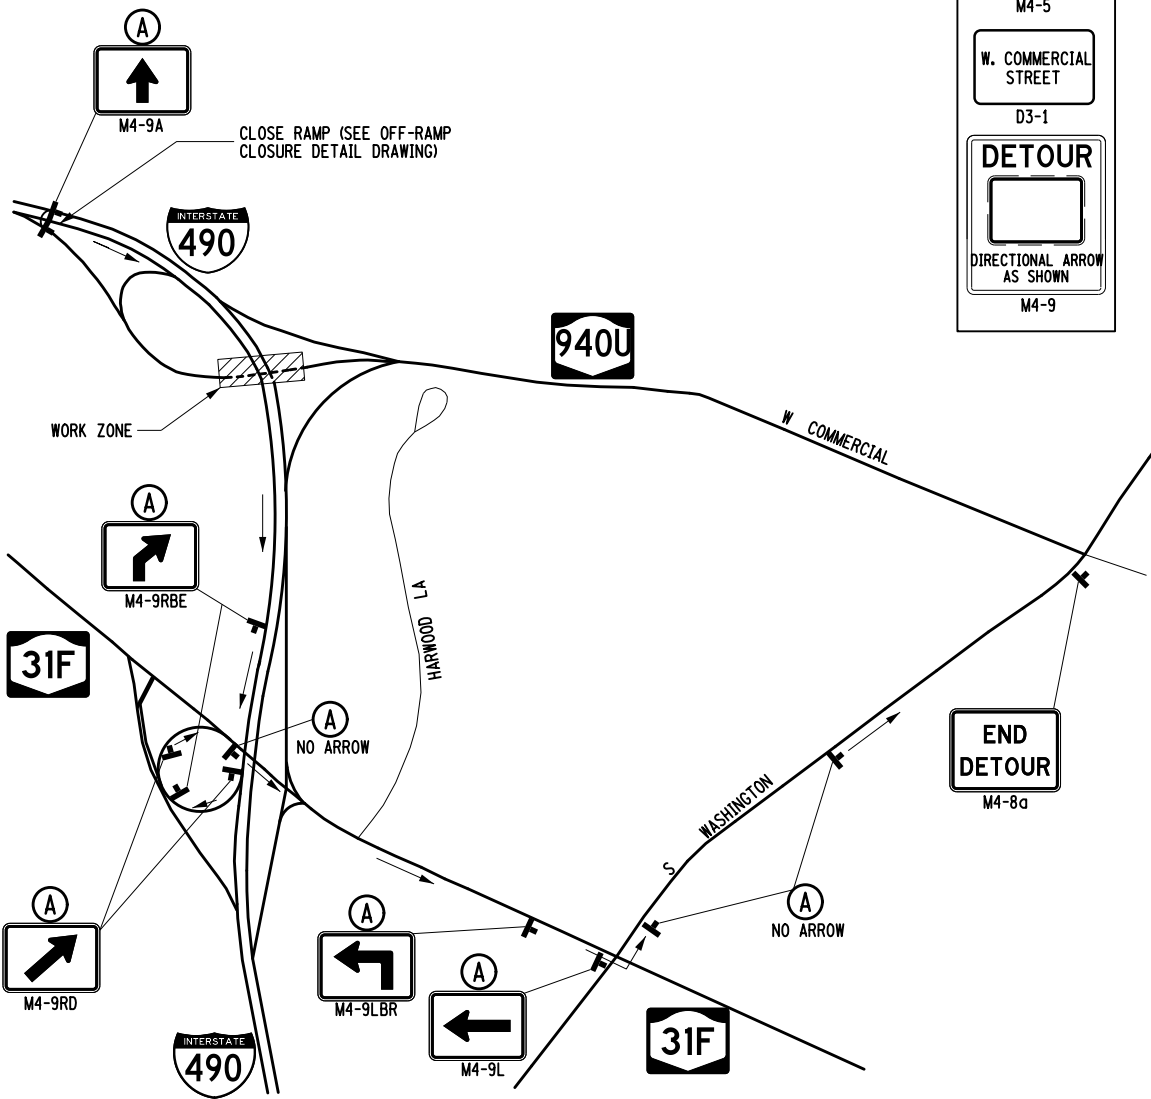 M4-5
W. COMMERCIAL
STREET
D3-1
DETOUR
DIRECTIONAL ARROW
AS SHOWN
M4-9
A
M4-9A
CLOSE RAMP (SEE OFF-RAMP
CLOSURE DETAIL DRAWING)
INTERSTATE
490
940U
W COMMERCIAL
WORK ZONE
A
M4-9RBE
HARWOOD LA
31F
A
NO ARROW
END
DETOUR
M4-8a
S WASHINGTON
A
NO ARROW
A
M4-9RD
A
M4-9LBR
A
M4-9L
31F
INTERSTATE
490